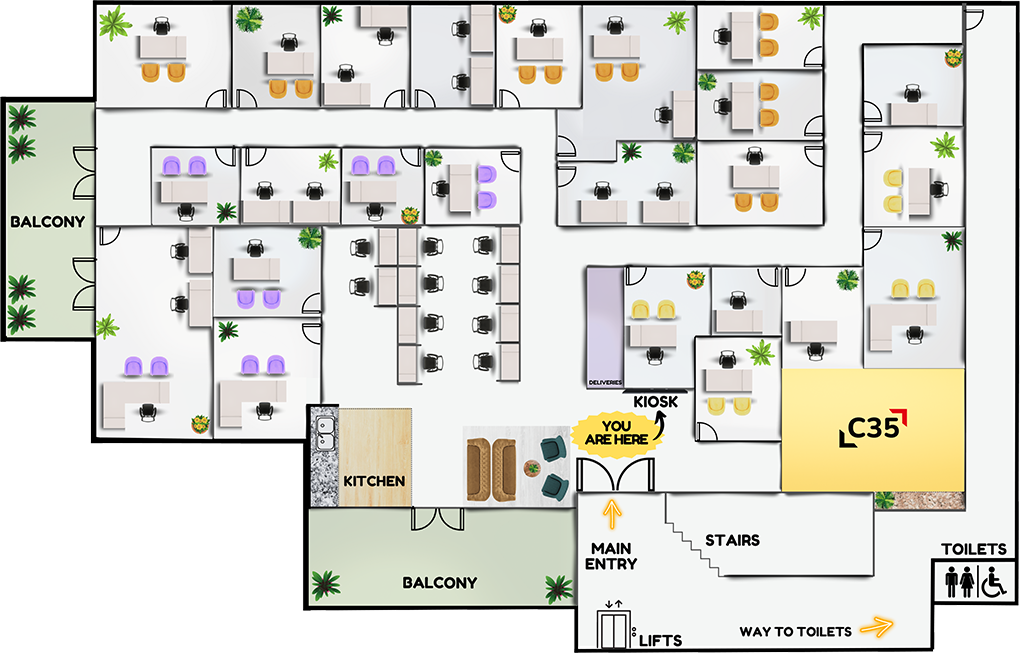 BALCONY
DELIVERIES
KIOSK
YOU
ARE HERE
C35
KITCHEN
MAIN
ENTRY
STAIRS
TOILETS
BALCONY
WAY TO TOILETS
LIFTS